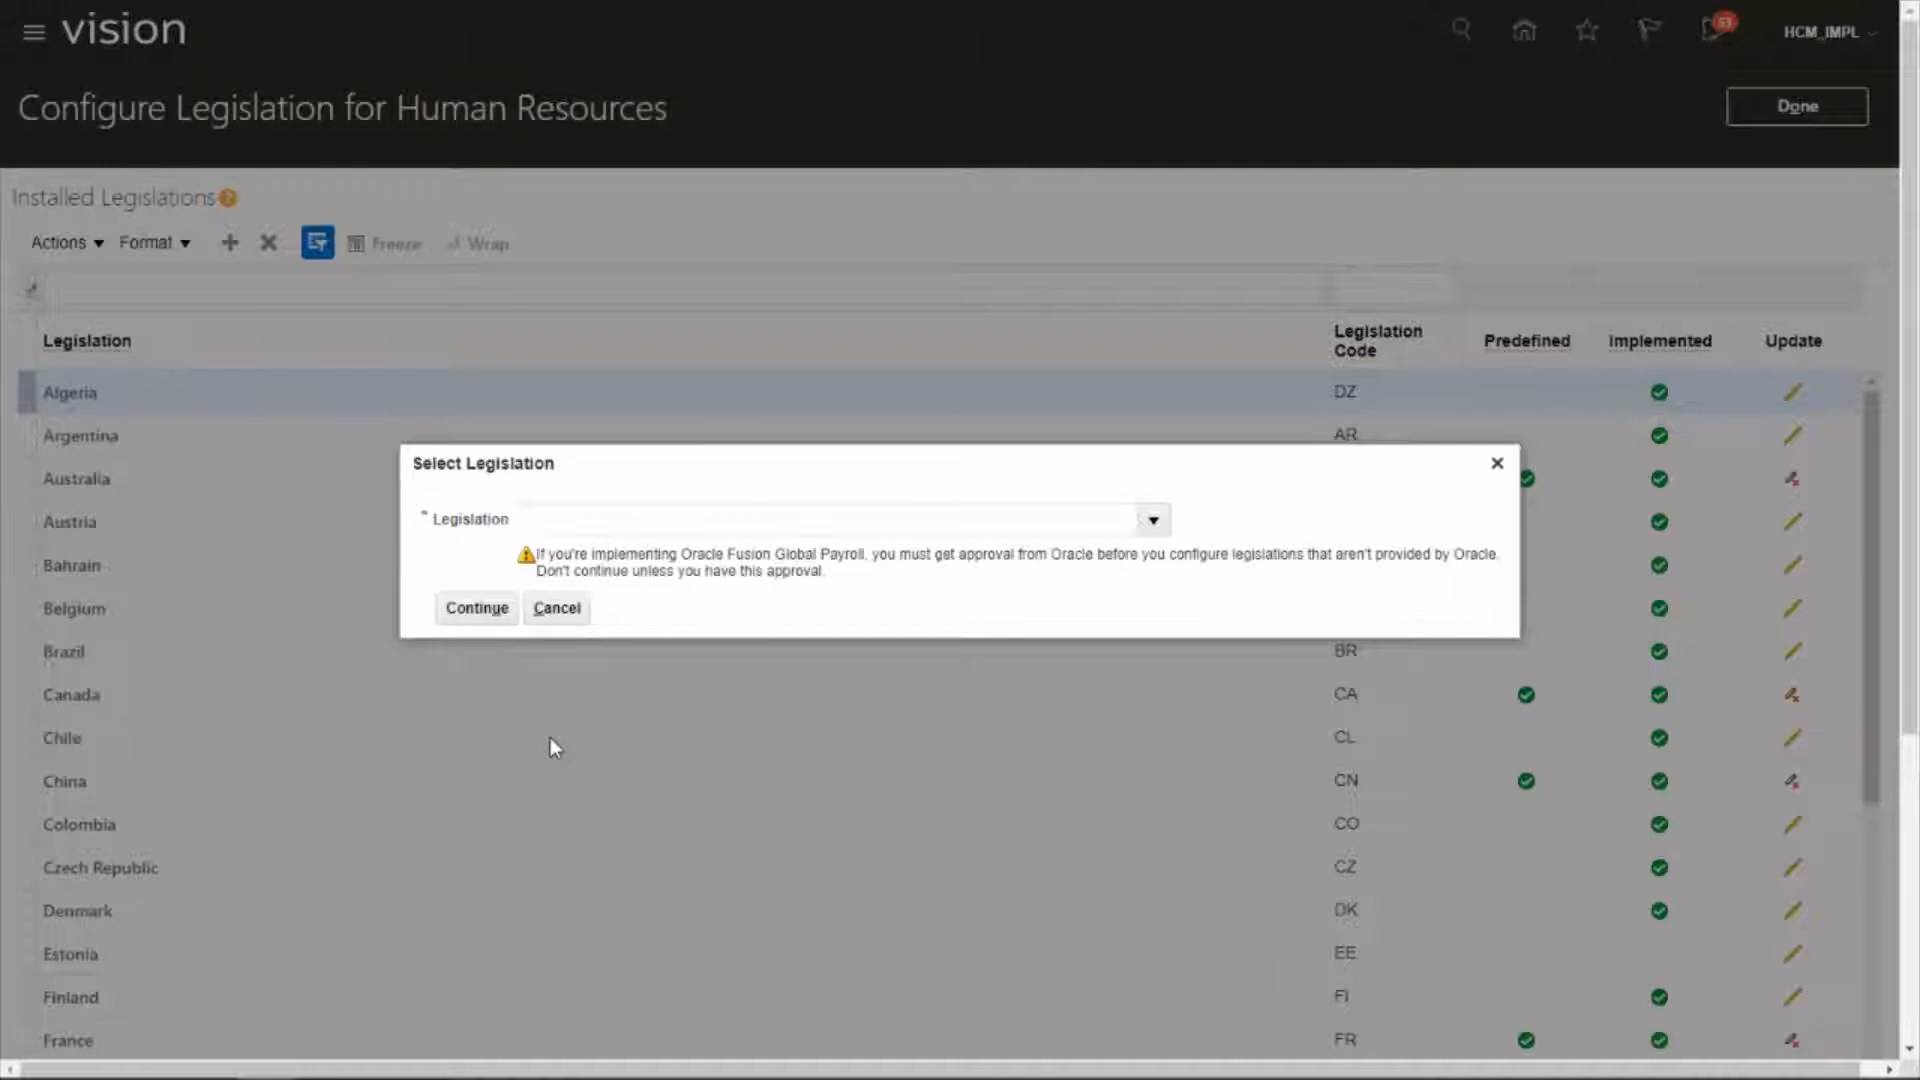 vision
53
HCM_IMPL
Configure Legislation for Human Resources
Done
Installed Legislations
Actions Format Freeze Wrap
Legislation Legislation Code Predefined Implemented Update
Algeria DZ
Argentina AR
Australia
Austria
Bahrain
Belgium
Brazil BR
Canada CA
Chile CL
China CN
Colombia CO
Czech Republic CZ
Denmark DK
Estonia EE
Finland FI
France FR
Select Legislation
* Legislation
If you're implementing Oracle Fusion Global Payroll, you must get approval from Oracle before you configure legislations that aren't provided by Oracle.
Don't continue unless you have this approval.
Continue Cancel